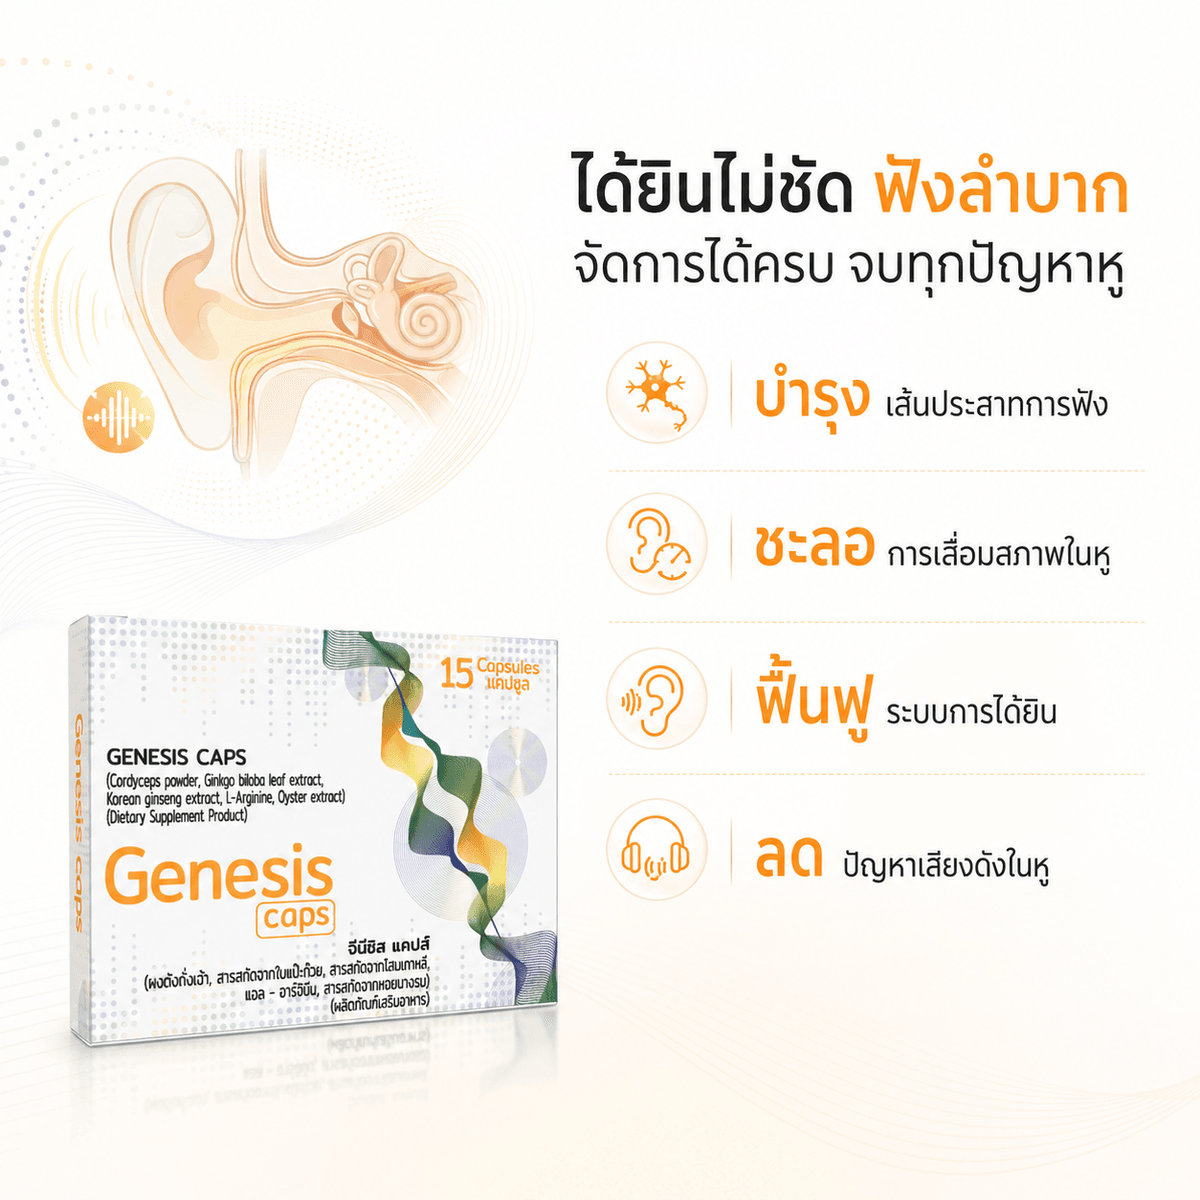 ได้ยินไม่ชัด ฟังลำบาก
จัดการได้ครบ จบทุกปัญหาหู
บำรุง เส้นประสาทการฟัง
ชะลอ การเสื่อมสภาพในหู
ฟื้นฟู ระบบการได้ยิน
ลด ปัญหาเสียงดังในหู
15 Capsules
แคปซูล
GENESIS CAPS
(Cordyceps powder, Ginkgo biloba leaf extract,
Korean ginseng extract, L-Arginine, Oyster extract)
(Dietary Supplement Product)
Genesis
caps
จีนีซิส แคปส์
(ผงตังถั่งเฉ้า, สารสกัดจากใบแป๊ะก๊วย, สารสกัดจากโสมเกาหลี,
แอล - อาร์จินีน, สารสกัดจากหอยนางรม)
(ผลิตภัณฑ์เสริมอาหาร)
Genesis caps